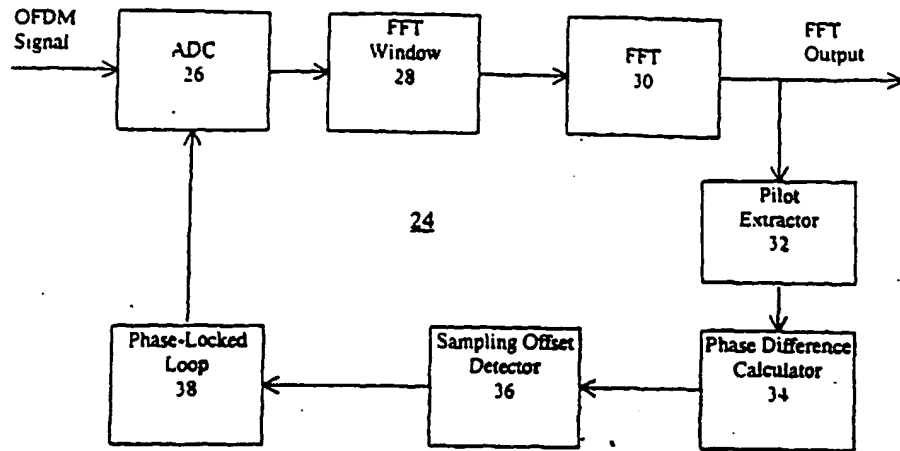 OFDM
Signal
ADC
26
FFT
Window
28
FFT
30
FFT
Output
Pilot
Extractor
32
24
Phase-Locked
Loop
38
Sampling Offset
Detector
36
Phase Difference
Calculator
34